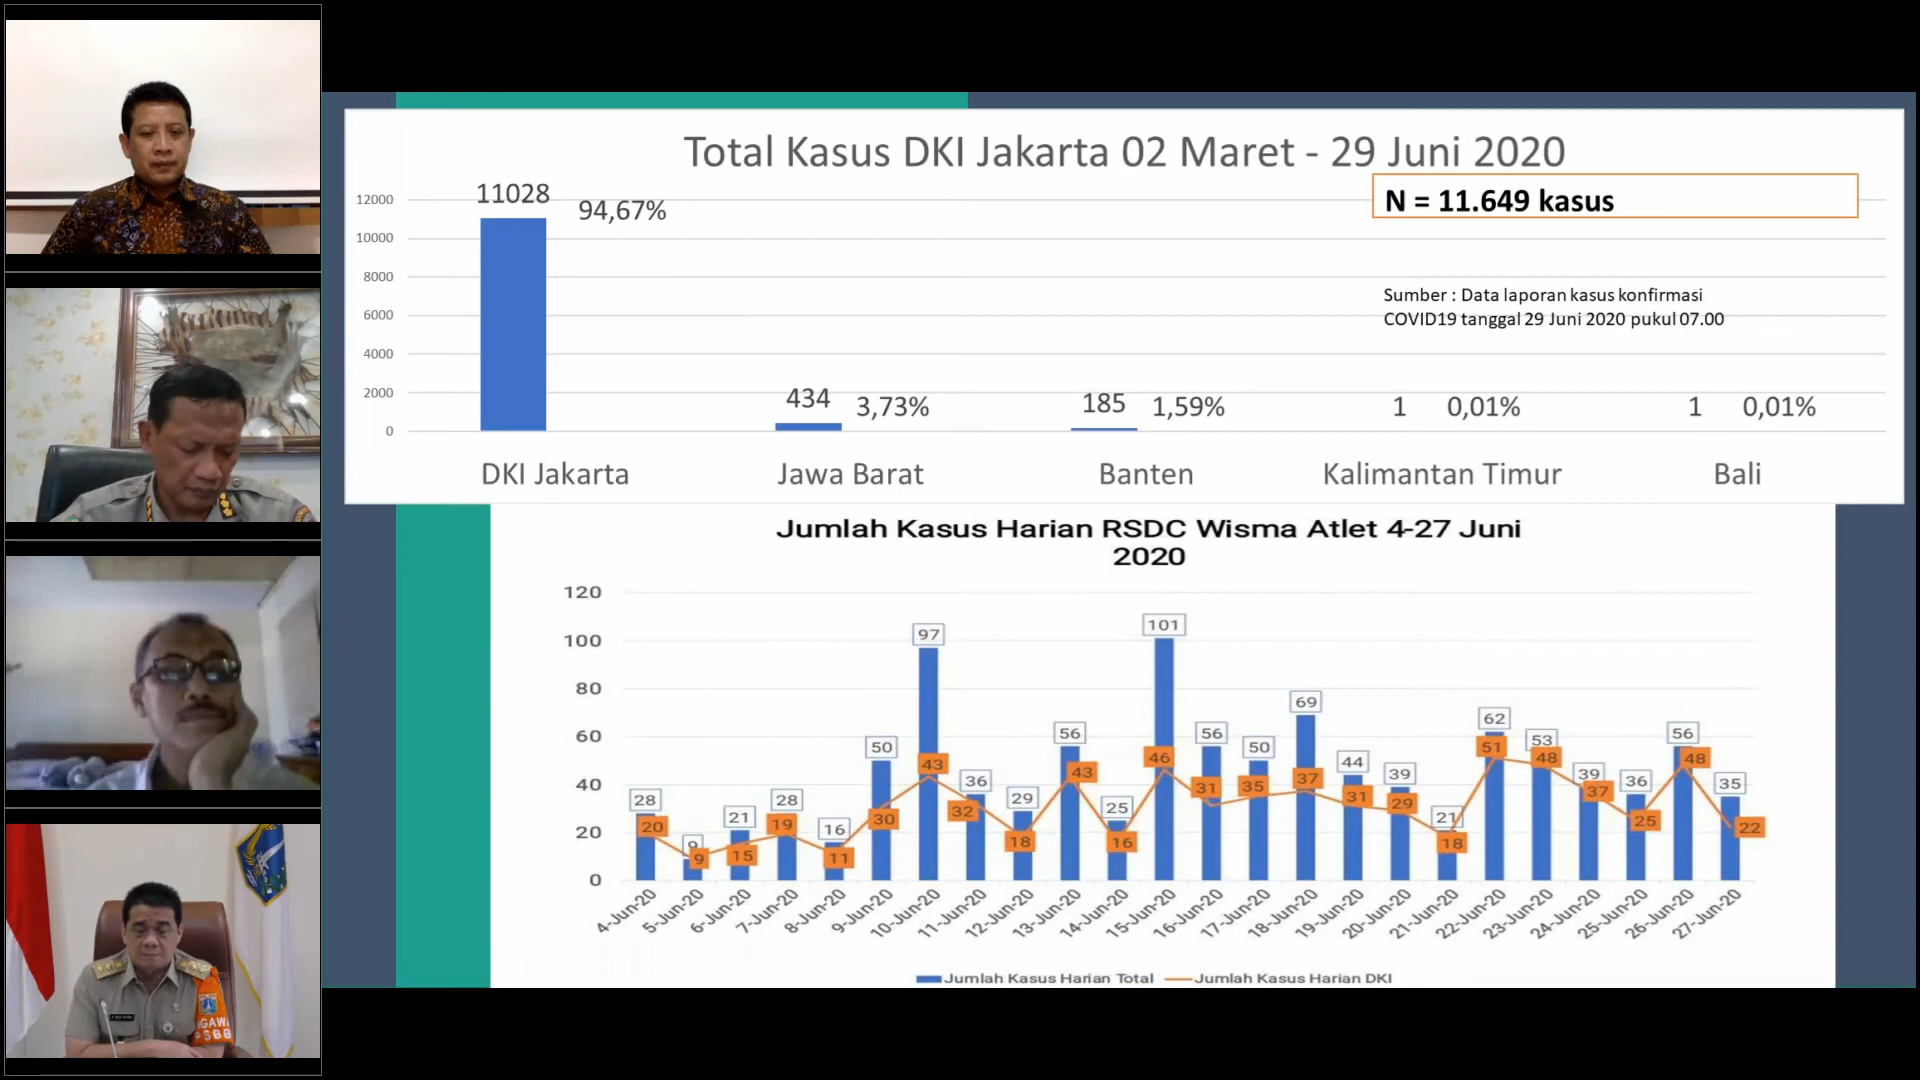 Total Kasus DKI Jakarta 02 Maret - 29 Juni 2020
N = 11.649 kasus
12000
10000
8000
6000
4000
2000
0
11028 94,67%
434 3,73%
185 1,59%
1 0,01%
1 0,01%
Sumber : Data laporan kasus konfirmasi
COVID19 tanggal 29 Juni 2020 pukul 07.00
DKI Jakarta Jawa Barat Banten Kalimantan Timur Bali
Jumlah Kasus Harian RSDC Wisma Atlet 4-27 Juni
2020
120
100
80
60
40
20
0
28 9 21 28 16 50 97 36 29 56 25 101 56 50 69 44 39 21 62 53 39 36 56 35
20 9 15 19 11 30 43 32 18 43 16 46 31 35 37 31 29 18 51 48 37 25 48 22
4-Jun-20 5-Jun-20 6-Jun-20 7-Jun-20 8-Jun-20 9-Jun-20 10-Jun-20 11-Jun-20 12-Jun-20 13-Jun-20 14-Jun-20 15-Jun-20 16-Jun-20 17-Jun-20 18-Jun-20 19-Jun-20 20-Jun-20 21-Jun-20 22-Jun-20 23-Jun-20 24-Jun-20 25-Jun-20 26-Jun-20 27-Jun-20
Jumlah Kasus Harian Total Jumlah Kasus Harian DKI
PSBB